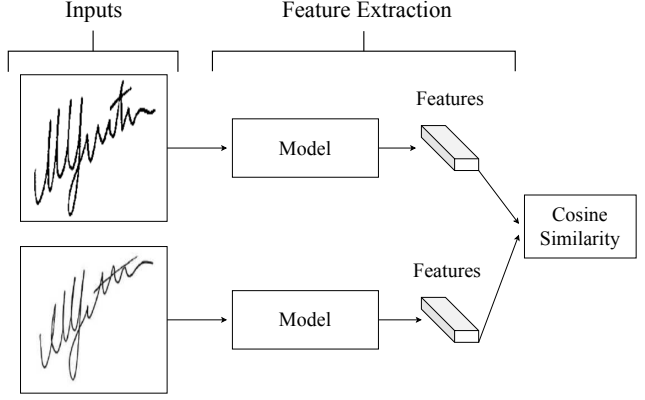 Inputs
Feature Extraction
Features
Model
Cosine
Similarity
Features
Model